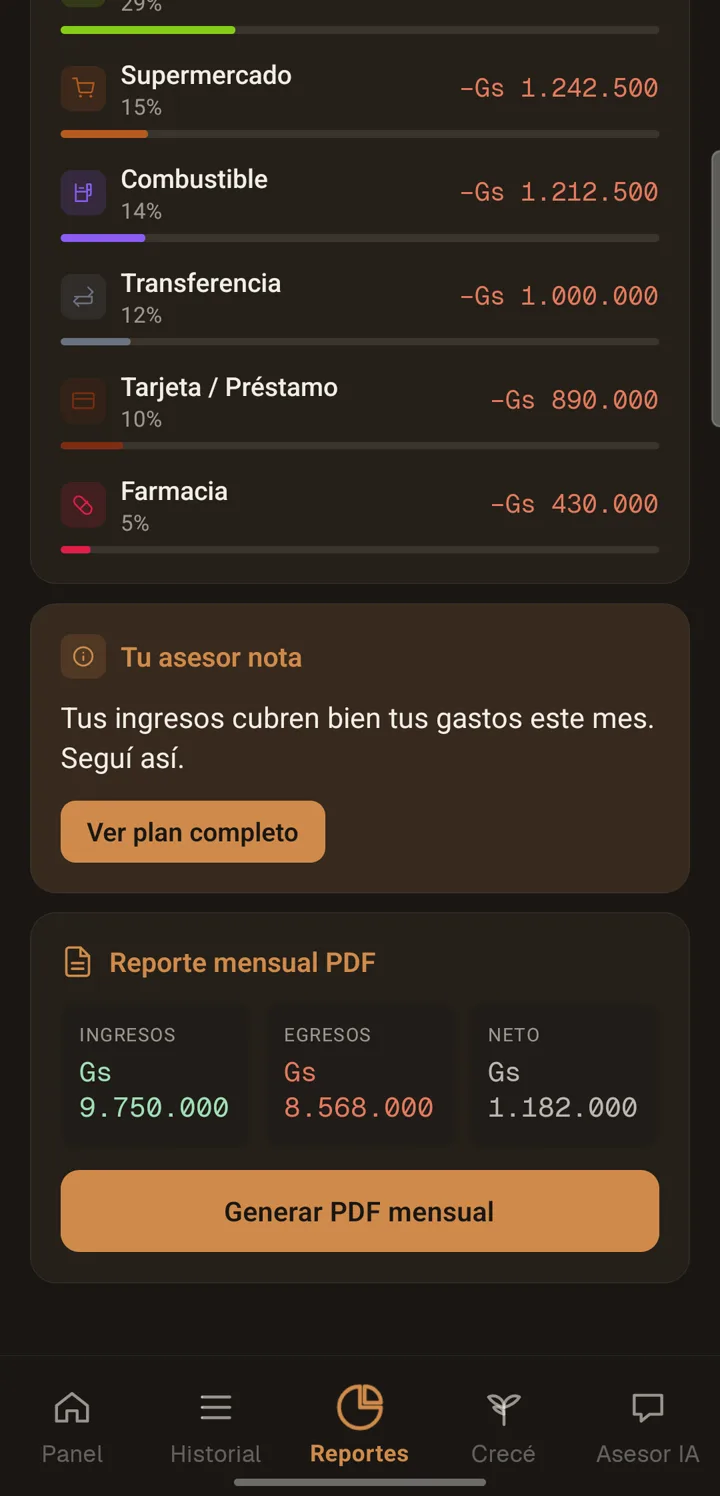 29%
Supermercado
15%
−Gs 1.242.500
Combustible
14%
−Gs 1.212.500
Transferencia
12%
−Gs 1.000.000
Tarjeta / Préstamo
10%
−Gs 890.000
Farmacia
5%
−Gs 430.000
Tu asesor nota
Tus ingresos cubren bien tus gastos este mes.
Seguí así.
Ver plan completo
Reporte mensual PDF
INGRESOS
Gs
9.750.000
EGRESOS
Gs
8.568.000
NETO
Gs
1.182.000
Generar PDF mensual
Panel
Historial
Reportes
Crecé
Asesor IA